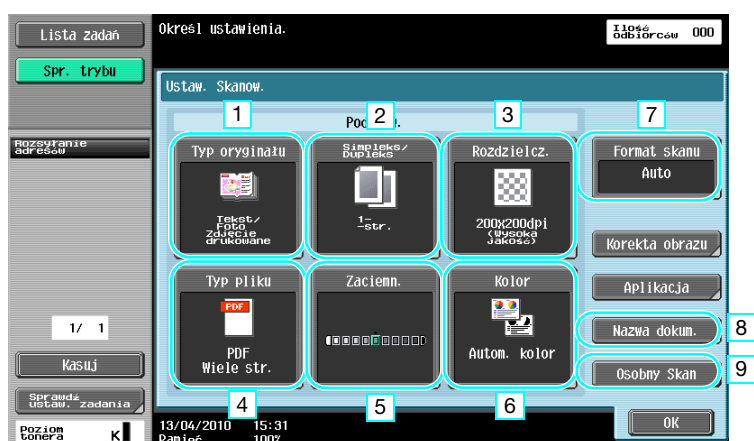 Lista zadań
Określ ustawienia.
Ilość
odbiorców 000
Spr. trybu
Ustaw. Skanow.
1
2
3
7
Rozsyłanie
adresów
Typ oryginału
Simpleks/
Dupleks
Rozdzielcz.
Format skanu
Auto
Tekst/
Foto
Zdjęcie
drukowane
1-
-str.
200X200dpi
(Wysoka
jakość)
Korekta obrazu
Typ pliku
Zaciemn.
Kolor
Aplikacja
PDF
PDF
Wiele str.
Autom. kolor
1/ 1
Nazwa dokum.
8
Kasuj
Osobny Skan
9
4
5
6
Sprawdź
ustaw. zadania
OK
Poziom
tonera K
13/04/2010 15:31
Pamięć 100%